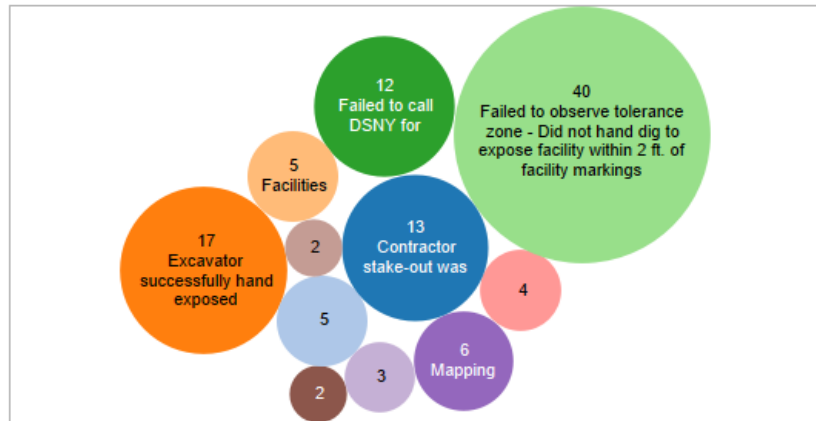 12
Failed to call
DSNY for
40
Failed to observe tolerance
zone - Did not hand dig to
expose facility within 2 ft. of
facility markings
5
Facilities
17
Excavator
successfully hand
exposed
2
13
Contractor
stake-out was
4
5
6
Mapping
3
2